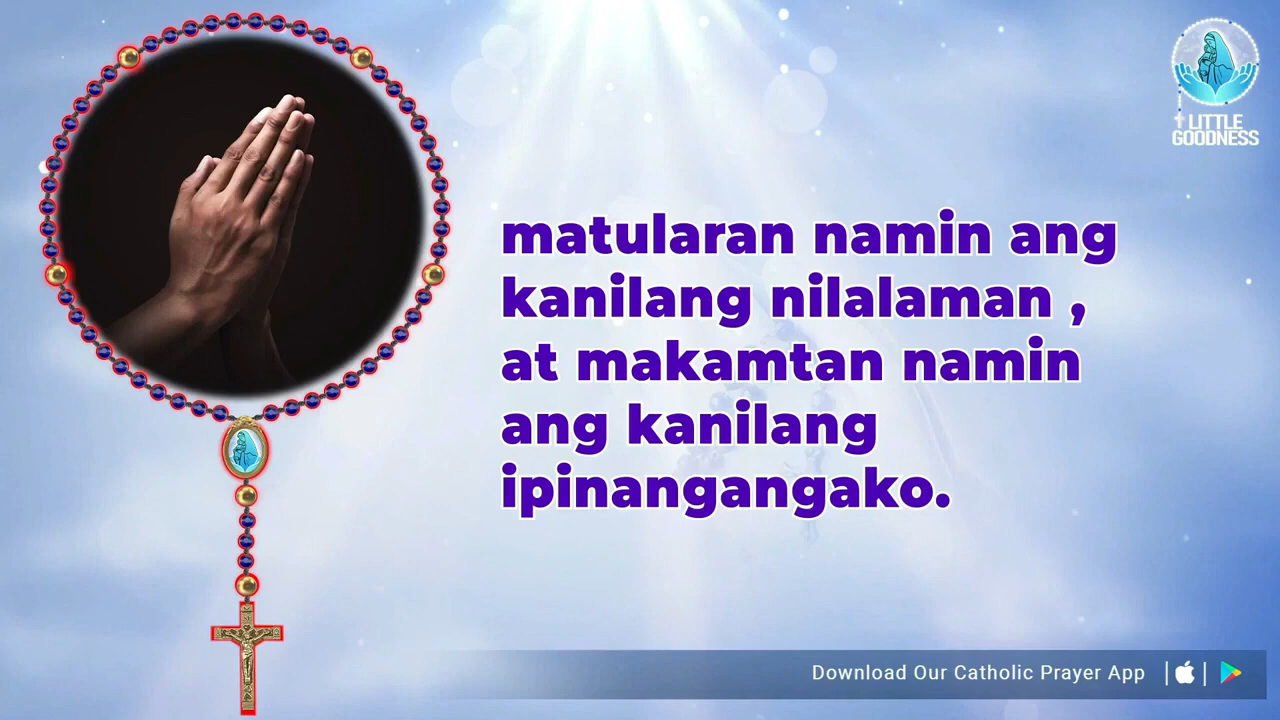 LITTLE
GOODNESS
matularan namin ang
kanilang nilalaman ,
at makamtan namin
ang kanilang
ipinangangako.
Download Our Catholic Prayer App